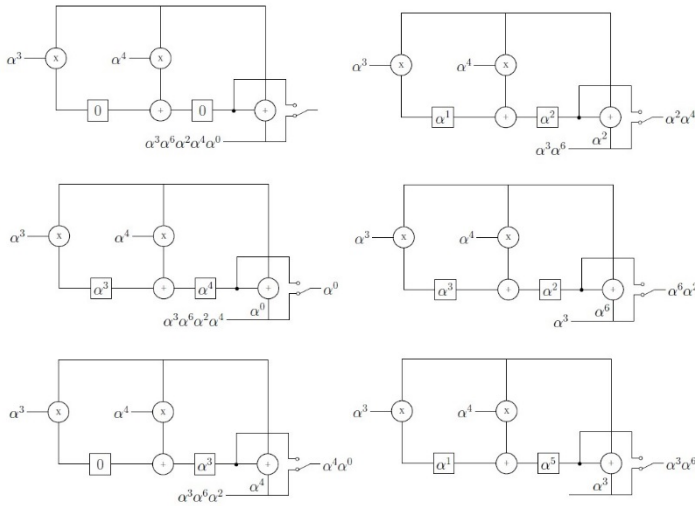 α³ x α⁴ x
0 + 0 +
α³α⁶α²α⁴α⁰
α³ x α⁴ x
α¹ + α² + α²α⁴
α²
α³α⁶
α³ x α⁴ x
α³ + α⁴ + α⁰
α⁰
α³α⁶α²α⁴
α³ x α⁴ x
α³ + α² + α⁶α²
α⁶
α³
α³ x α⁴ x
0 + α³ + α⁴α⁰
α⁴
α³α⁶α²
α³ x α⁴ x
α¹ + α⁵ + α³α⁶
α³